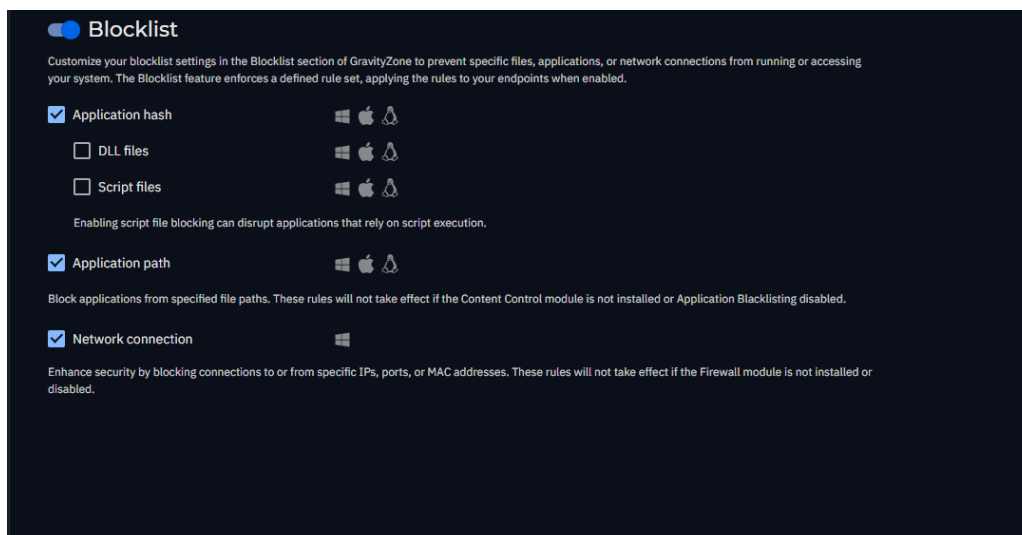 Blocklist
Customize your blocklist settings in the Blocklist section of GravityZone to prevent specific files, applications, or network connections from running or accessing
your system. The Blocklist feature enforces a defined rule set, applying the rules to your endpoints when enabled.
Application hash
DLL files
Script files
Enabling script file blocking can disrupt applications that rely on script execution.
Application path
Block applications from specified file paths. These rules will not take effect if the Content Control module is not installed or Application Blacklisting disabled.
Network connection
Enhance security by blocking connections to or from specific IPs, ports, or MAC addresses. These rules will not take effect if the Firewall module is not installed or
disabled.